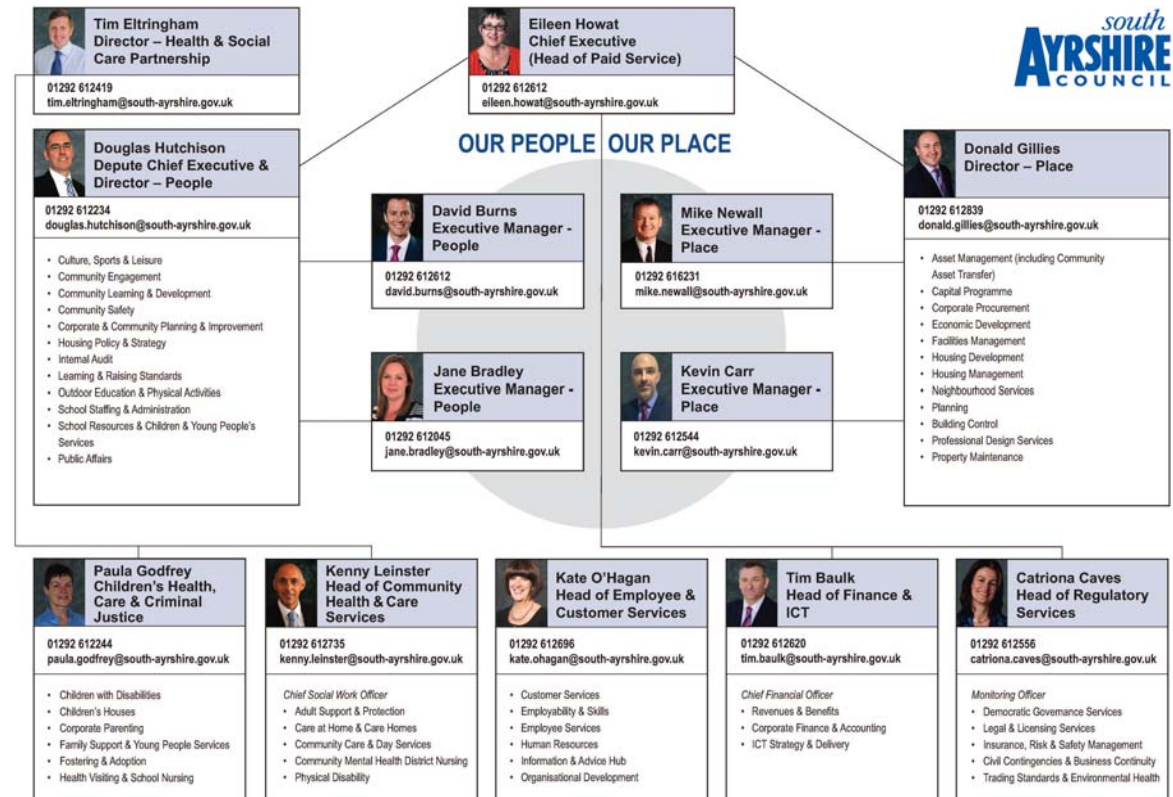 Tim Eltringham
Director – Health & Social
Care Partnership
01292 612419
tim.eltringham@south-ayrshire.gov.uk
Eileen Howat
Chief Executive
(Head of Paid Service)
01292 612612
eileen.howat@south-ayrshire.gov.uk
south
AYRSHIRE
COUNCIL
OUR PEOPLE OUR PLACE
Douglas Hutchison
Depute Chief Executive &
Director – People
01292 612234
douglas.hutchison@south-ayrshire.gov.uk
• Culture, Sports & Leisure
• Community Engagement
• Community Learning & Development
• Community Safety
• Corporate & Community Planning & Improvement
• Housing Policy & Strategy
• Internal Audit
• Learning & Raising Standards
• Outdoor Education & Physical Activities
• School Staffing & Administration
• School Resources & Children & Young People's
Services
• Public Affairs
David Burns
Executive Manager -
People
01292 612612
david.burns@south-ayrshire.gov.uk
Jane Bradley
Executive Manager -
People
01292 612045
jane.bradley@south-ayrshire.gov.uk
Mike Newall
Executive Manager -
Place
01292 616231
mike.newall@south-ayrshire.gov.uk
Kevin Carr
Executive Manager -
Place
01292 612544
kevin.carr@south-ayrshire.gov.uk
Donald Gillies
Director – Place
01292 612839
donald.gillies@south-ayrshire.gov.uk
• Asset Management (including Community
Asset Transfer)
• Capital Programme
• Corporate Procurement
• Economic Development
• Facilities Management
• Housing Development
• Housing Management
• Neighbourhood Services
• Planning
• Building Control
• Professional Design Services
• Property Maintenance
Paula Godfrey
Children's Health,
Care & Criminal
Justice
01292 612244
paula.godfrey@south-ayrshire.gov.uk
• Children with Disabilities
• Children's Houses
• Corporate Parenting
• Family Support & Young People Services
• Fostering & Adoption
• Health Visiting & School Nursing
Kenny Leinster
Head of Community
Health & Care
Services
01292 612735
kenny.leinster@south-ayrshire.gov.uk
Chief Social Work Officer
• Adult Support & Protection
• Care at Home & Care Homes
• Community Care & Day Services
• Community Mental Health District Nursing
• Physical Disability
Kate O'Hagan
Head of Employee &
Customer Services
01292 612696
kate.ohagan@south-ayrshire.gov.uk
• Customer Services
• Employability & Skills
• Employee Services
• Human Resources
• Information & Advice Hub
• Organisational Development
Tim Baulk
Head of Finance &
ICT
01292 612620
tim.baulk@south-ayrshire.gov.uk
Chief Financial Officer
• Revenues & Benefits
• Corporate Finance & Accounting
• ICT Strategy & Delivery
Catriona Caves
Head of Regulatory
Services
01292 612556
catriona.caves@south-ayrshire.gov.uk
Monitoring Officer
• Democratic Governance Services
• Legal & Licensing Services
• Insurance, Risk & Safety Management
• Civil Contingencies & Business Continuity
• Trading Standards & Environmental Health